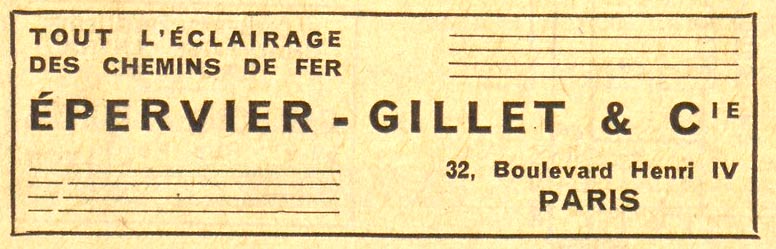 TOUT L'ÉCLAIRAGE
DES CHEMINS DE FER
ÉPERVIER - GILLET & CIE
32, Boulevard Henri IV
PARIS